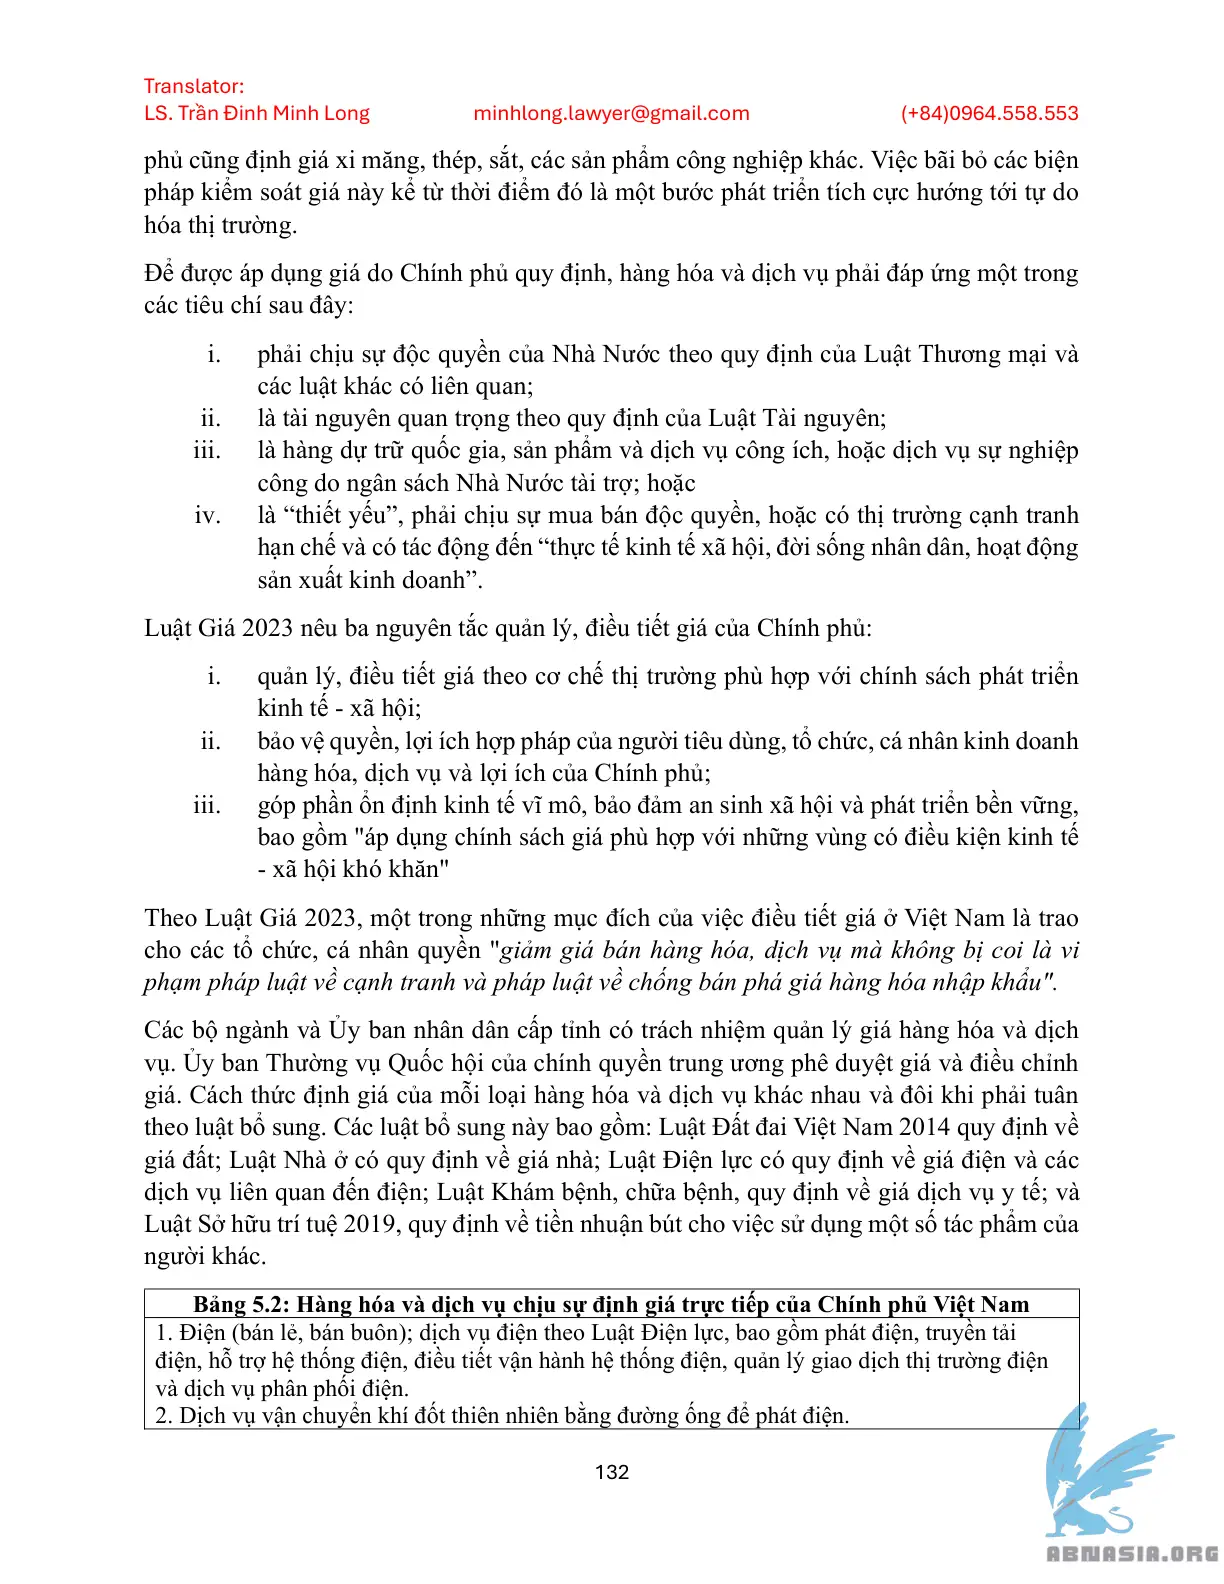 Translator:
LS. Trần Đinh Minh Long minhlong.lawyer@gmail.com (+84)0964.558.553
phủ cũng định giá xi măng, thép, sắt, các sản phẩm công nghiệp khác. Việc bãi bỏ các biện
pháp kiểm soát giá này kể từ thời điểm đó là một bước phát triển tích cực hướng tới tự do
hóa thị trường.
Để được áp dụng giá do Chính phủ quy định, hàng hóa và dịch vụ phải đáp ứng một trong
các tiêu chí sau đây:
i. phải chịu sự độc quyền của Nhà Nước theo quy định của Luật Thương mại và
các luật khác có liên quan;
ii. là tài nguyên quan trọng theo quy định của Luật Tài nguyên;
iii. là hàng dự trữ quốc gia, sản phẩm và dịch vụ công ích, hoặc dịch vụ sự nghiệp
công do ngân sách Nhà Nước tài trợ; hoặc
iv. là “thiết yếu”, phải chịu sự mua bán độc quyền, hoặc có thị trường cạnh tranh
hạn chế và có tác động đến “thực tế kinh tế xã hội, đời sống nhân dân, hoạt động
sản xuất kinh doanh”.
Luật Giá 2023 nêu ba nguyên tắc quản lý, điều tiết giá của Chính phủ:
i. quản lý, điều tiết giá theo cơ chế thị trường phù hợp với chính sách phát triển
kinh tế - xã hội;
ii. bảo vệ quyền, lợi ích hợp pháp của người tiêu dùng, tổ chức, cá nhân kinh doanh
hàng hóa, dịch vụ và lợi ích của Chính phủ;
iii. góp phần ổn định kinh tế vĩ mô, bảo đảm an sinh xã hội và phát triển bền vững,
bao gồm "áp dụng chính sách giá phù hợp với những vùng có điều kiện kinh tế
- xã hội khó khăn"
Theo Luật Giá 2023, một trong những mục đích của việc điều tiết giá ở Việt Nam là trao
cho các tổ chức, cá nhân quyền "giảm giá bán hàng hóa, dịch vụ mà không bị coi là vi
phạm pháp luật về cạnh tranh và pháp luật về chống bán phá giá hàng hóa nhập khẩu".
Các bộ ngành và Ủy ban nhân dân cấp tỉnh có trách nhiệm quản lý giá hàng hóa và dịch
vụ. Ủy ban Thường vụ Quốc hội của chính quyền trung ương phê duyệt giá và điều chỉnh
giá. Cách thức định giá của mỗi loại hàng hóa và dịch vụ khác nhau và đôi khi phải tuân
theo luật bổ sung. Các luật bổ sung này bao gồm: Luật Đất đai Việt Nam 2014 quy định về
giá đất; Luật Nhà ở có quy định về giá nhà; Luật Điện lực có quy định về giá điện và các
dịch vụ liên quan đến điện; Luật Khám bệnh, chữa bệnh, quy định về giá dịch vụ y tế; và
Luật Sở hữu trí tuệ 2019, quy định về tiền nhuận bút cho việc sử dụng một số tác phẩm của
người khác.
Bảng 5.2: Hàng hóa và dịch vụ chịu sự định giá trực tiếp của Chính phủ Việt Nam
1. Điện (bán lẻ, bán buôn); dịch vụ điện theo Luật Điện lực, bao gồm phát điện, truyền tải
điện, hỗ trợ hệ thống điện, điều tiết vận hành hệ thống điện, quản lý giao dịch thị trường điện
và dịch vụ phân phối điện.
2. Dịch vụ vận chuyển khí đốt thiên nhiên bằng đường ống để phát điện.
132
ABNASIA.ORG